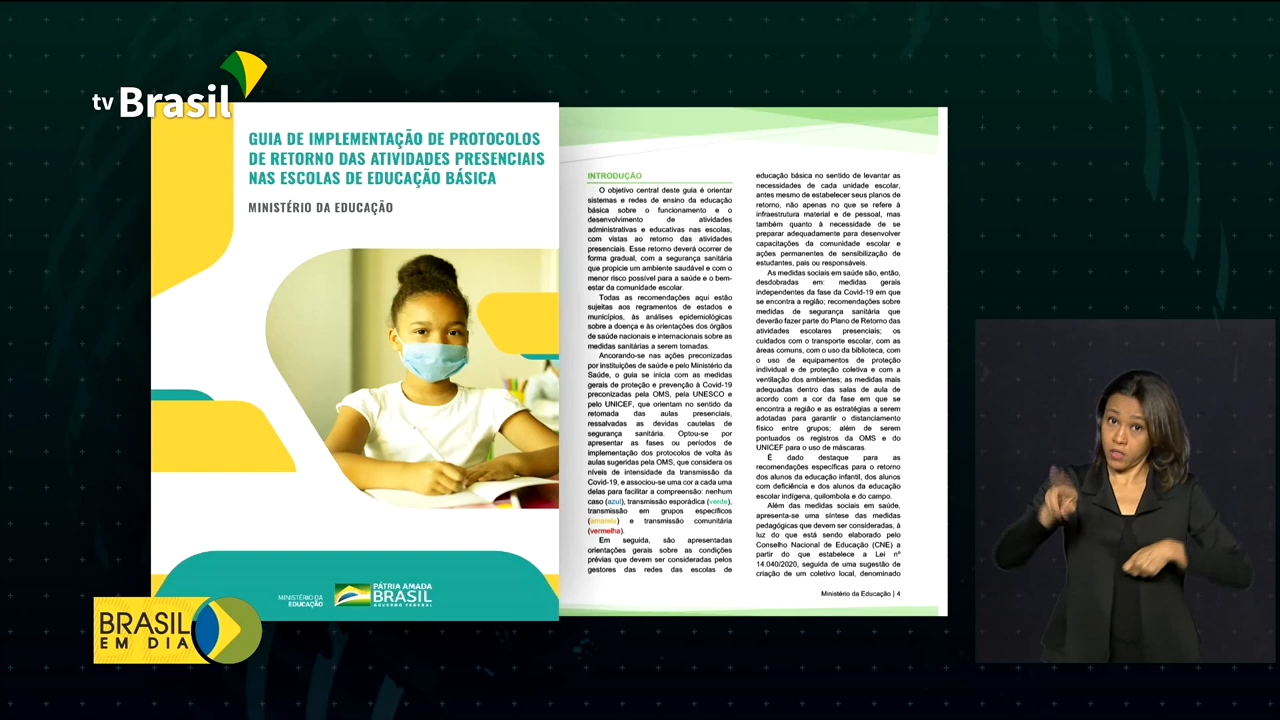 tv Brasil
GUIA DE IMPLEMENTAÇÃO DE PROTOCOLOS
DE RETORNO DAS ATIVIDADES PRESENCIAIS
NAS ESCOLAS DE EDUCAÇÃO BÁSICA
MINISTÉRIO DA EDUCAÇÃO
MINISTÉRIO DA
EDUCAÇÃO
PÁTRIA AMADA
BRASIL
GOVERNO FEDERAL
BRASIL
EM DIA
INTRODUÇÃO
O objetivo central deste guia é orientar
sistemas e redes de ensino da educação
básica sobre o funcionamento e o
desenvolvimento de atividades
administrativas e educativas nas escolas,
com vistas ao retorno das atividades
presenciais. Esse retorno deverá ocorrer de
forma gradual, com a segurança sanitária
que propicie um ambiente saudável e com o
menor risco possível para a saúde e o bem-
estar da comunidade escolar.
Todas as recomendações aqui estão
sujeitas aos regramentos de estados e
municípios, às análises epidemiológicas
sobre a doença e às orientações dos órgãos
de saúde nacionais e internacionais sobre as
medidas sanitárias a serem tomadas.
Ancorando-se nas ações preconizadas
por instituições de saúde e pelo Ministério da
Saúde, o guia se inicia com as medidas
gerais de proteção e prevenção à Covid-19
preconizadas pela OMS, pela UNESCO e
pelo UNICEF, que orientam no sentido da
retomada das aulas presenciais,
ressalvadas as devidas cautelas de
segurança sanitária. Optou-se por
apresentar as fases ou períodos de
implementação dos protocolos de volta às
aulas sugeridas pela OMS, que considera os
níveis de intensidade da transmissão da
Covid-19, e associou-se uma cor a cada uma
delas para facilitar a compreensão: nenhum
caso (azul), transmissão esporádica (verde),
transmissão em grupos específicos
(amarela) e transmissão comunitária
(vermelha).
Em seguida, são apresentadas
orientações gerais sobre as condições
prévias que devem ser consideradas pelos
gestores das redes das escolas de
educação básica no sentido de levantar as
necessidades de cada unidade escolar,
antes mesmo de estabelecer seus planos de
retorno, não apenas no que se refere à
infraestrutura material e de pessoal, mas
também quanto à necessidade de se
preparar adequadamente para desenvolver
capacitações da comunidade escolar e
ações permanentes de sensibilização de
estudantes, pais ou responsáveis.
As medidas sociais em saúde são, então,
desdobradas em: medidas gerais
independentes da fase da Covid-19 em que
se encontra a região; recomendações sobre
medidas de segurança sanitária que
deverão fazer parte do Plano de Retorno das
atividades escolares presenciais; os
cuidados com o transporte escolar, com as
áreas comuns, com o uso da biblioteca, com
o uso de equipamentos de proteção
individual e de proteção coletiva e com a
ventilação dos ambientes; as medidas mais
adequadas dentro das salas de aula de
acordo com a cor da fase em que se
encontra a região e as estratégias a serem
adotadas para garantir o distanciamento
físico entre grupos; além de serem
pontuados os registros da OMS e do
UNICEF para o uso de máscaras.
É dado destaque para as
recomendações específicas para o retorno
dos alunos da educação infantil, dos alunos
com deficiência e dos alunos da educação
escolar indígena, quilombola e do campo.
Além das medidas sociais em saúde,
apresenta-se uma síntese das medidas
pedagógicas que devem ser consideradas, à
luz do que está sendo elaborado pelo
Conselho Nacional de Educação (CNE) a
partir do que estabelece a Lei nº
14.040/2020, seguida de uma sugestão de
criação de um coletivo local, denominado
Ministério da Educação | 4